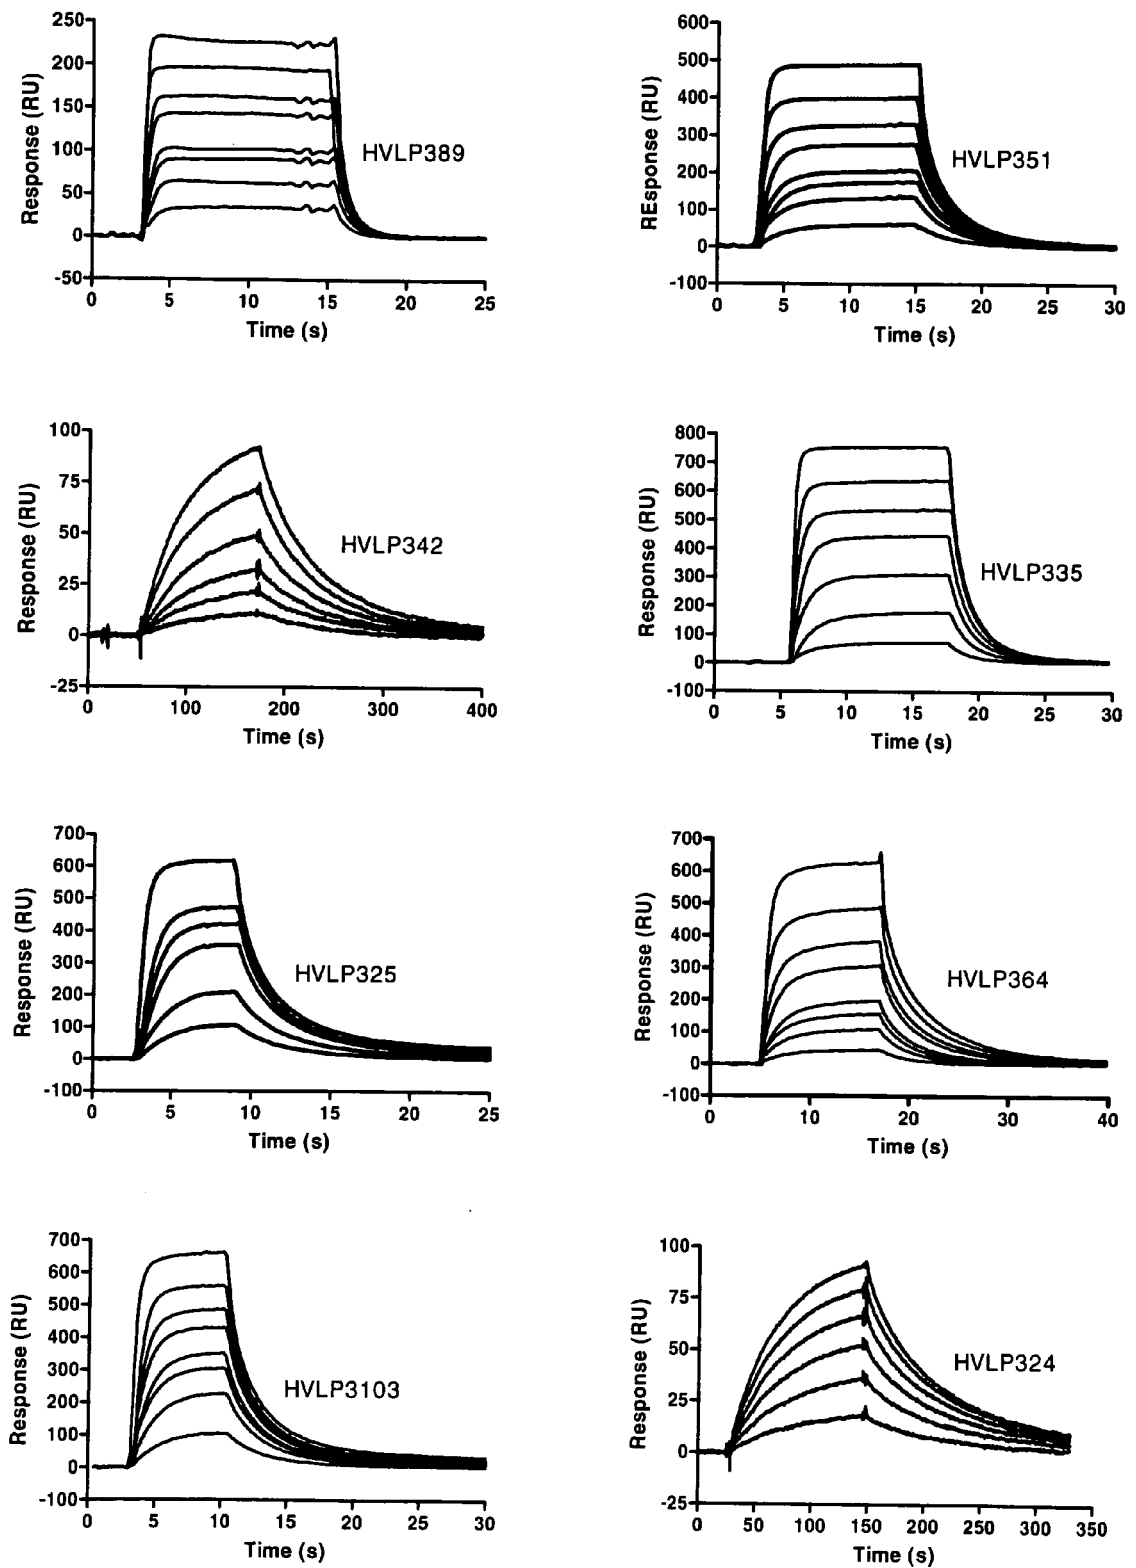 250
200
150
100
50
0
-50
Response (RU)
HVLP389
0 5 10 15 20 25
Time (s)
600
500
400
300
200
100
0
-100
REsponse (RU)
HVLP351
0 5 10 15 20 25 30
Time (s)
100
75
50
25
0
-25
Response (RU)
HVLP342
0 100 200 300 400
Time (s)
800
700
600
500
400
300
200
100
0
-100
Response (RU)
HVLP335
0 5 10 15 20 25 30
Time (s)
700
600
500
400
300
200
100
0
-100
Response (RU)
HVLP325
0 5 10 15 20 25
Time (s)
700
600
500
400
300
200
100
0
-100
Response (RU)
HVLP364
0 10 20 30 40
Time (s)
700
600
500
400
300
200
100
0
-100
Response (RU)
HVLP3103
0 5 10 15 20 25 30
Time (s)
100
75
50
25
0
-25
Response (RU)
HVLP324
0 50 100 150 200 250 300 350
Time (s)